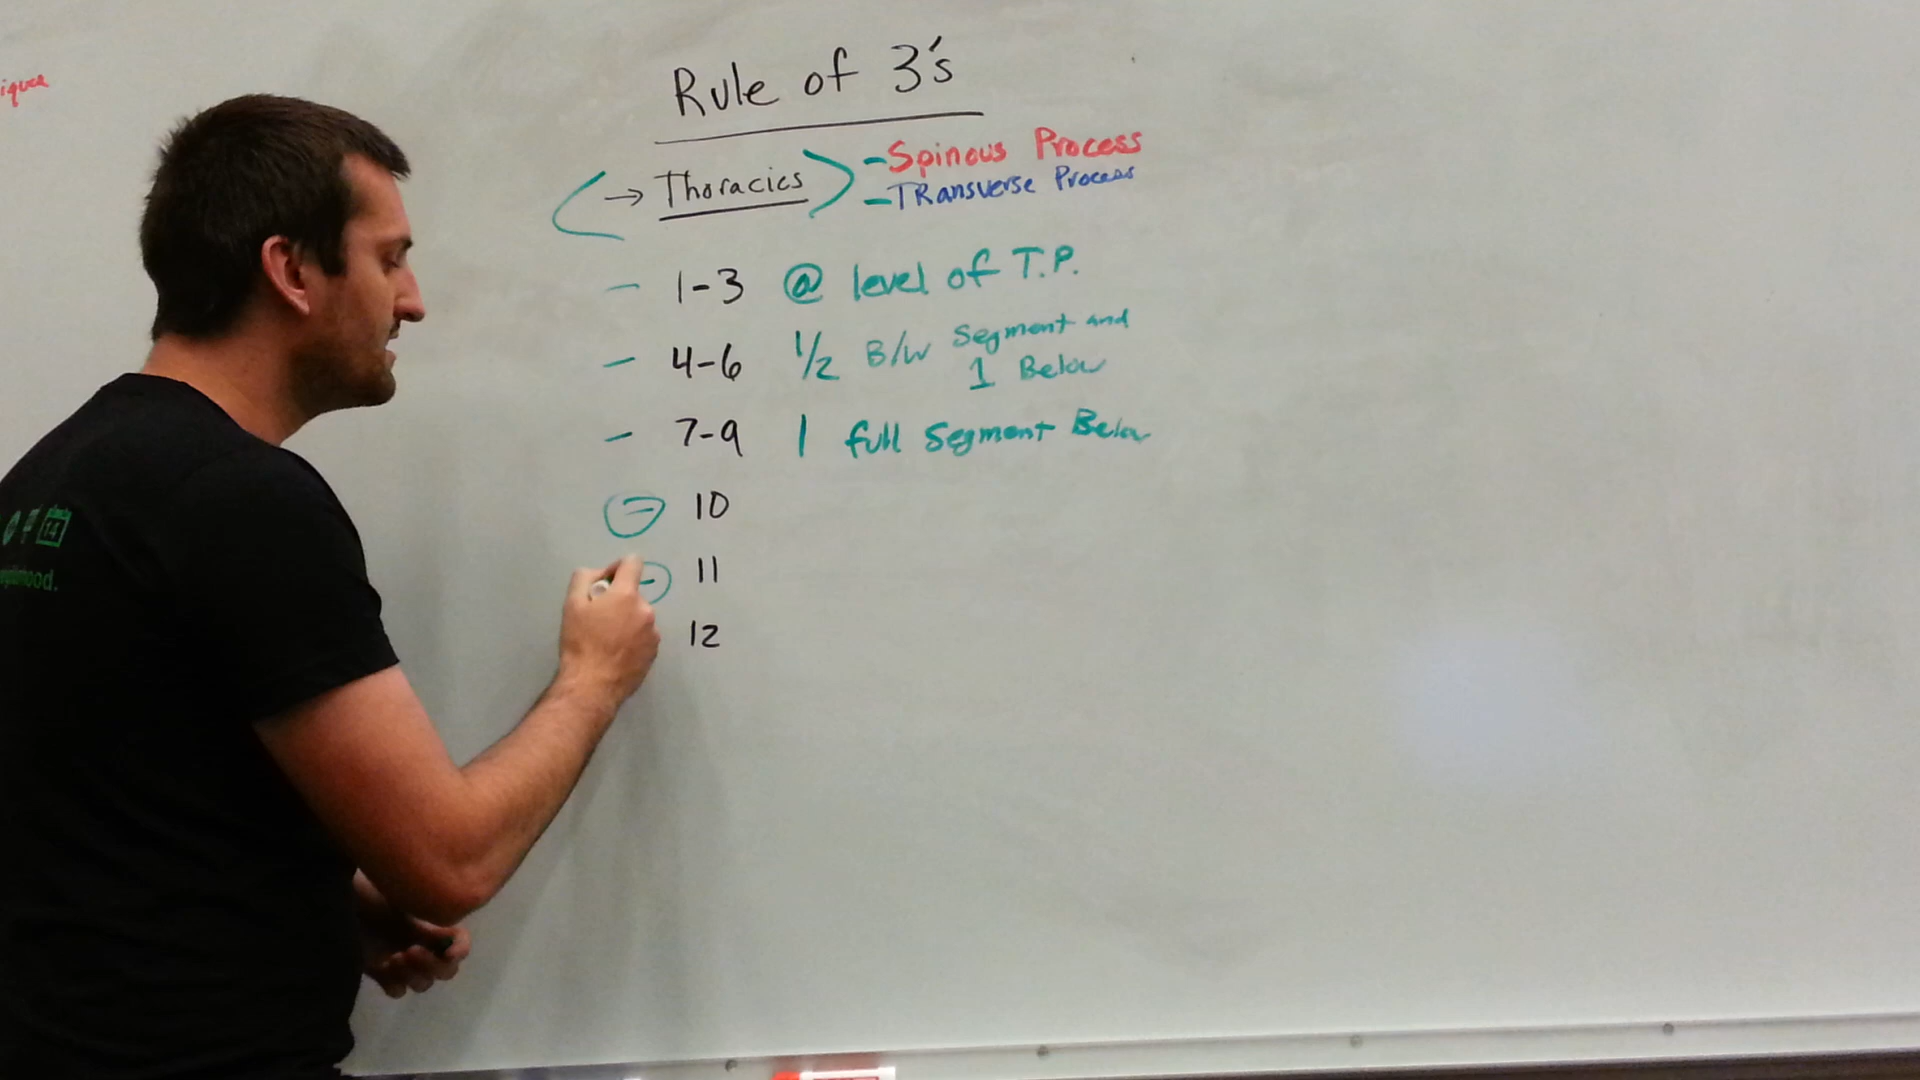 Rule of 3's
→ Thoracics
- Spinous Process
- TRansverse Process
- 1-3 @ level of T.P.
- 4-6 1/2 B/W Segment and
1 Below
- 7-9 1 full Segment Below
- 10
- 11
12
14